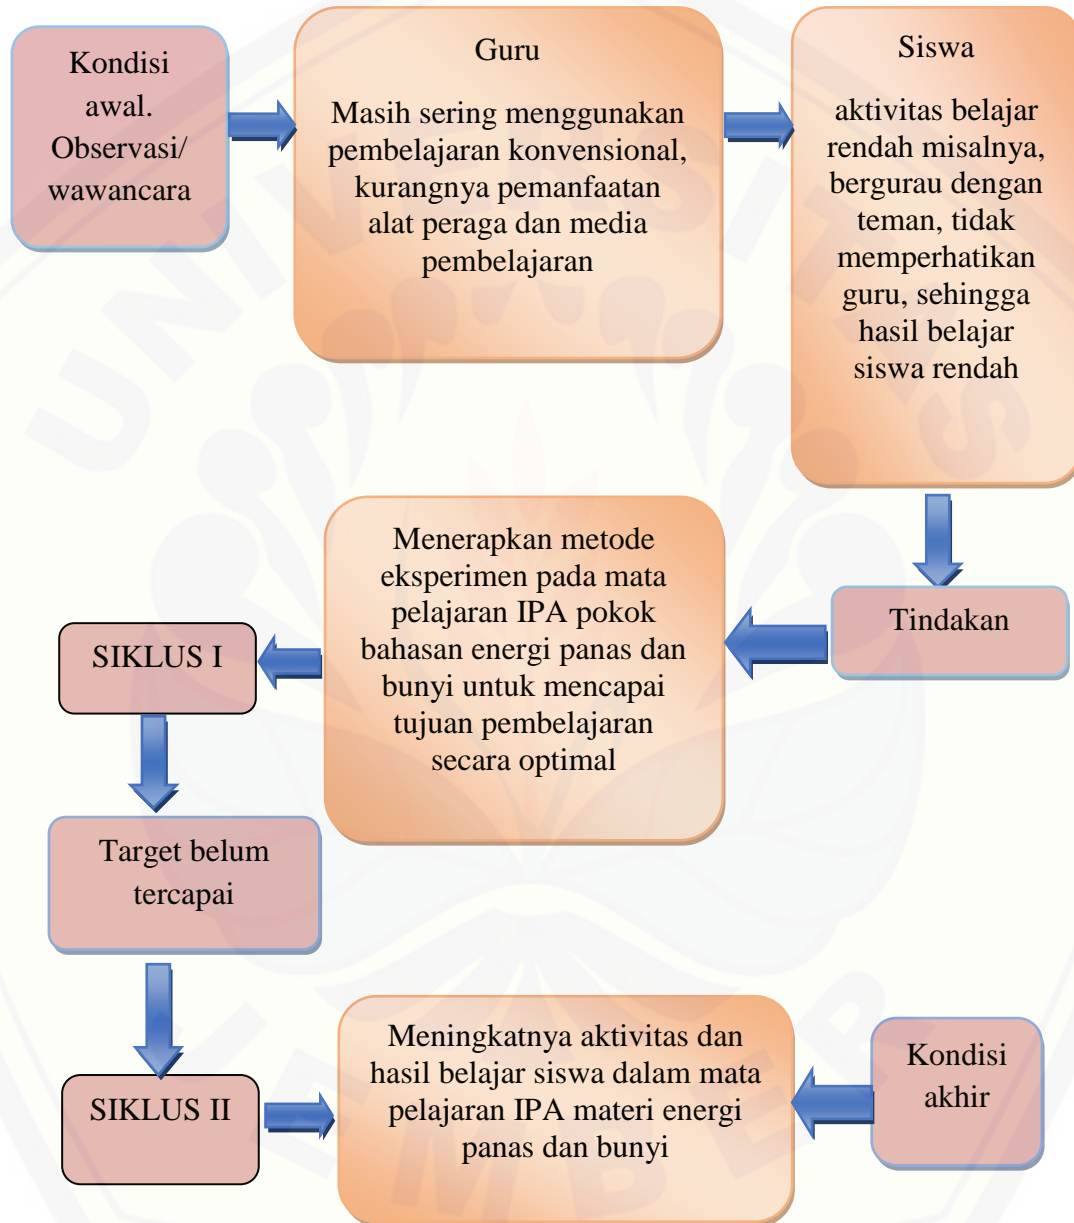 Kondisi
awal.
Observasi/
wawancara
Guru
Masih sering menggunakan
pembelajaran konvensional,
kurangnya pemanfaatan
alat peraga dan media
pembelajaran
Siswa
aktivitas belajar
rendah misalnya,
bergurau dengan
teman, tidak
memperhatikan
guru, sehingga
hasil belajar
siswa rendah
Tindakan
Menerapkan metode
eksperimen pada mata
pelajaran IPA pokok
bahasan energi panas dan
bunyi untuk mencapai
tujuan pembelajaran
secara optimal
SIKLUS I
Target belum
tercapai
SIKLUS II
Meningkatnya aktivitas dan
hasil belajar siswa dalam mata
pelajaran IPA materi energi
panas dan bunyi
Kondisi
akhir
UNIVERSITAS
JEMBER